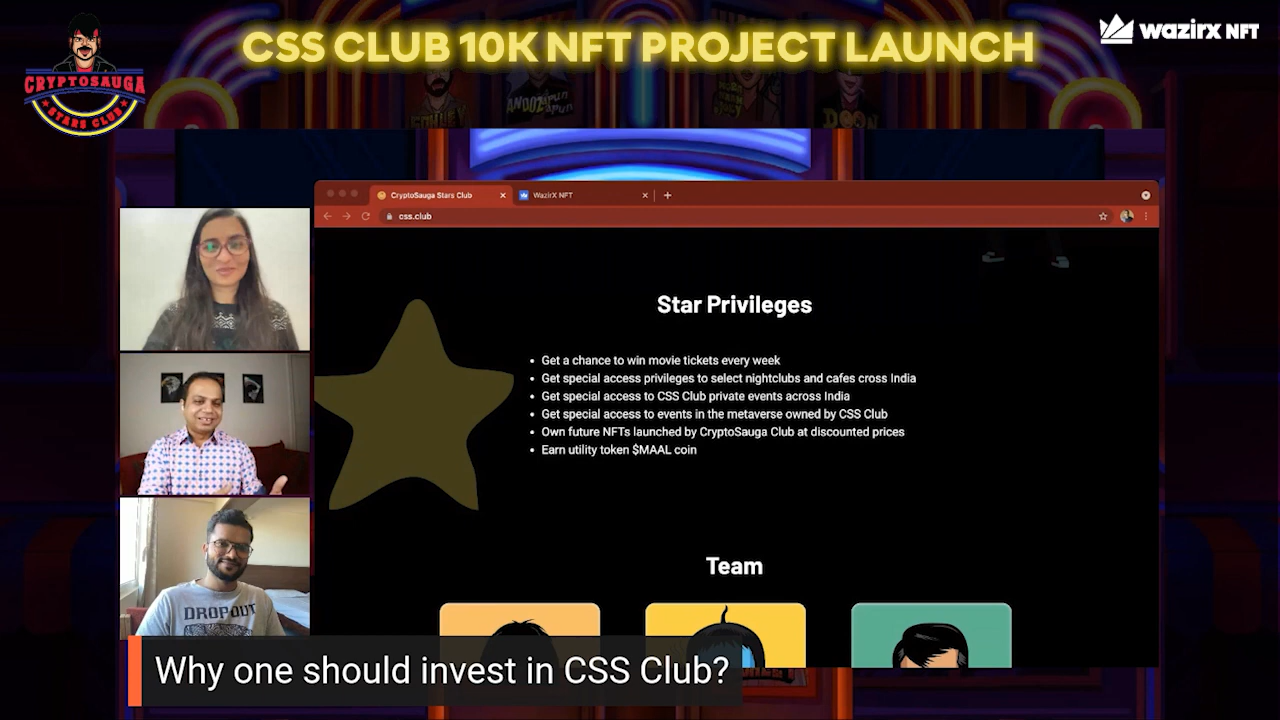 CSS CLUB 10K NFT PROJECT LAUNCH
wazirx NFT
CRYPTOSAUGA
STARS CLUB
CryptoSauga Stars Club
WazirX NFT
css.club
Star Privileges
Get a chance to win movie tickets every week
Get special access privileges to select nightclubs and cafes cross India
Get special access to CSS Club private events across India
Get special access to events in the metaverse owned by CSS Club
Own future NFTs launched by CryptoSauga Club at discounted prices
Earn utility token $MAAL coin
Team
DROPOUT
Why one should invest in CSS Club?